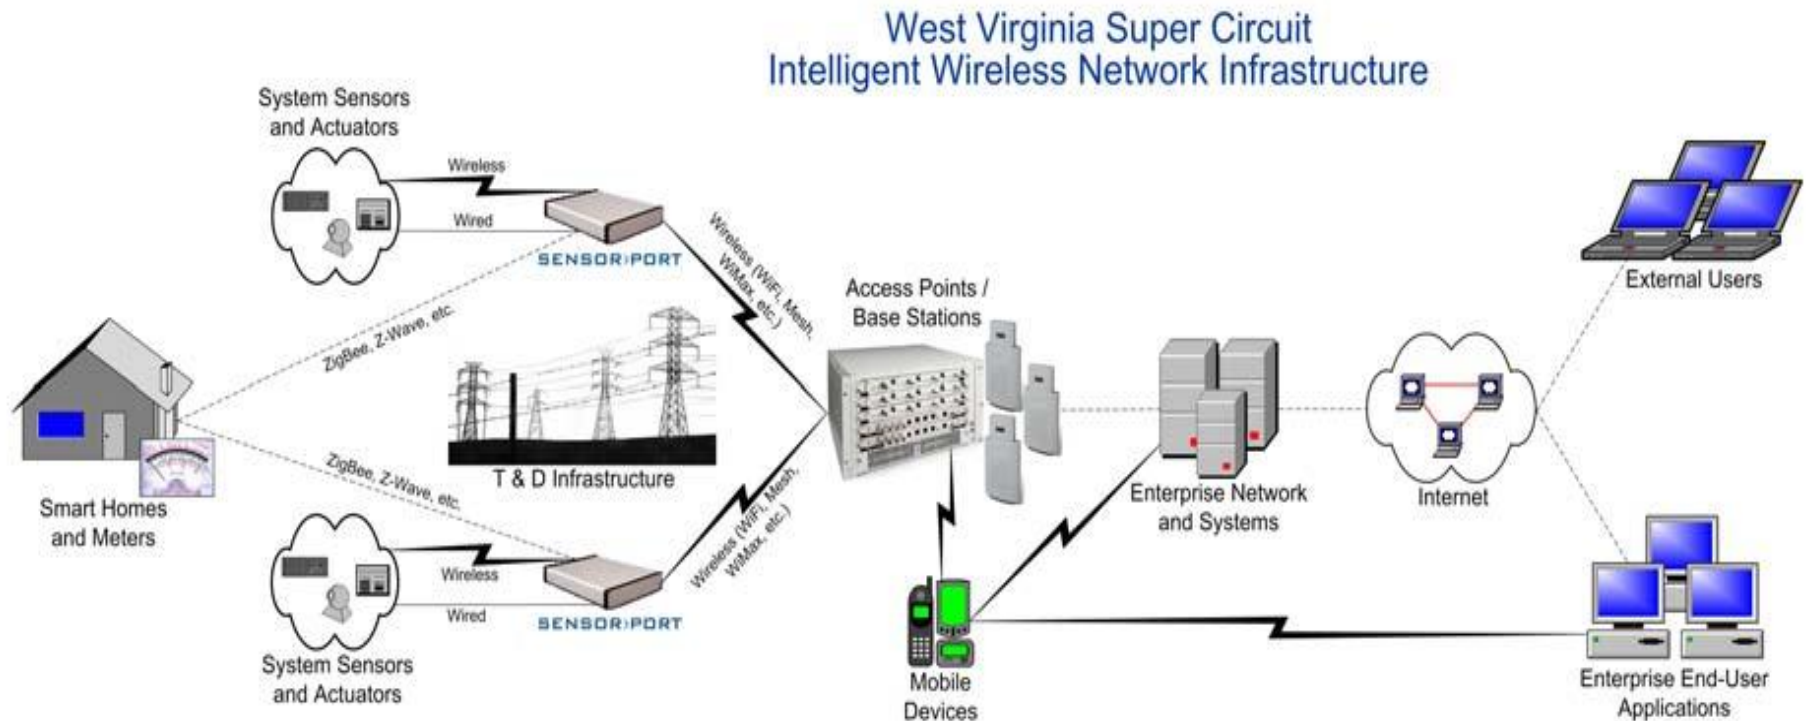 West Virginia Super Circuit
Intelligent Wireless Network Infrastructure
System Sensors
and Actuators
Wireless
Wired
SENSOR PORT
Wireless (WiFi, Mesh,
WiMax, etc.)
ZigBee, Z-Wave, etc.
Smart Homes
and Meters
T & D Infrastructure
Access Points /
Base Stations
Enterprise Network
and Systems
Internet
External Users
ZigBee, Z-Wave, etc.
Wireless (WiFi, Mesh,
WiMax, etc.)
Wireless
Wired
SENSOR PORT
System Sensors
and Actuators
Mobile
Devices
Enterprise End-User
Applications